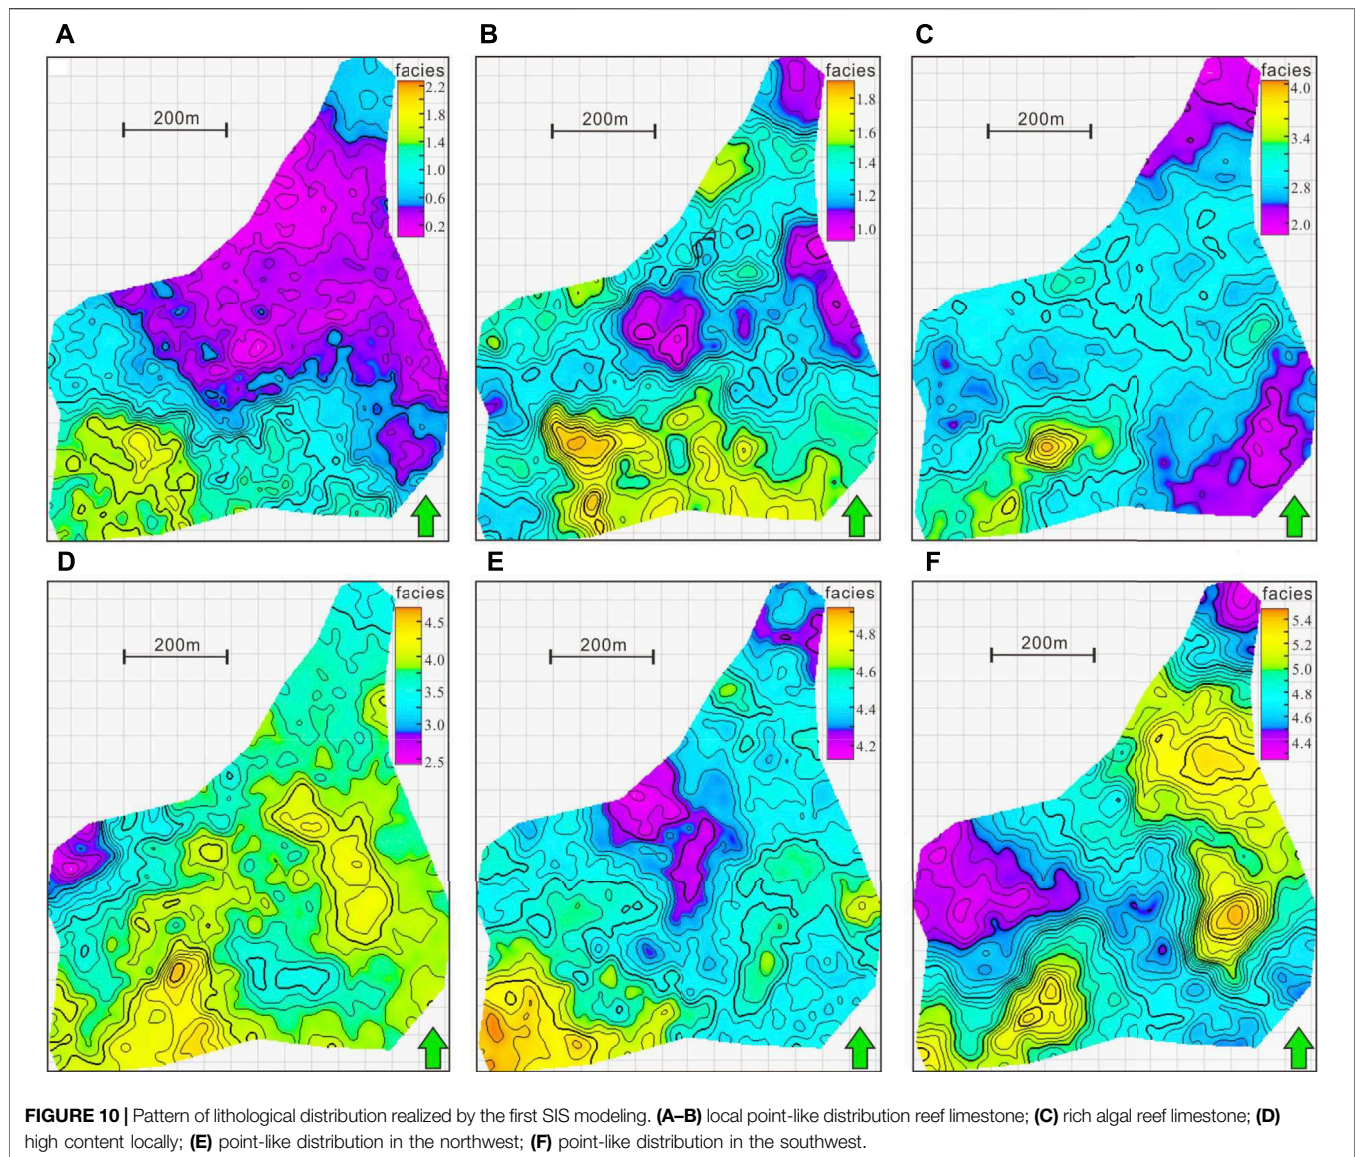 A
B
C
facies
2.2
1.8
1.4
1.0
0.6
0.2
200m
facies
1.8
1.6
1.4
1.2
1.0
200m
facies
4.0
3.4
2.8
2.0
200m
D
E
F
facies
4.5
4.0
3.5
3.0
2.5
200m
facies
4.8
4.6
4.4
4.2
200m
facies
5.4
5.2
5.0
4.8
4.6
4.4
200m
FIGURE 10 | Pattern of lithological distribution realized by the first SIS modeling. (A–B) local point-like distribution reef limestone; (C) rich algal reef limestone; (D)
high content locally; (E) point-like distribution in the northwest; (F) point-like distribution in the southwest.